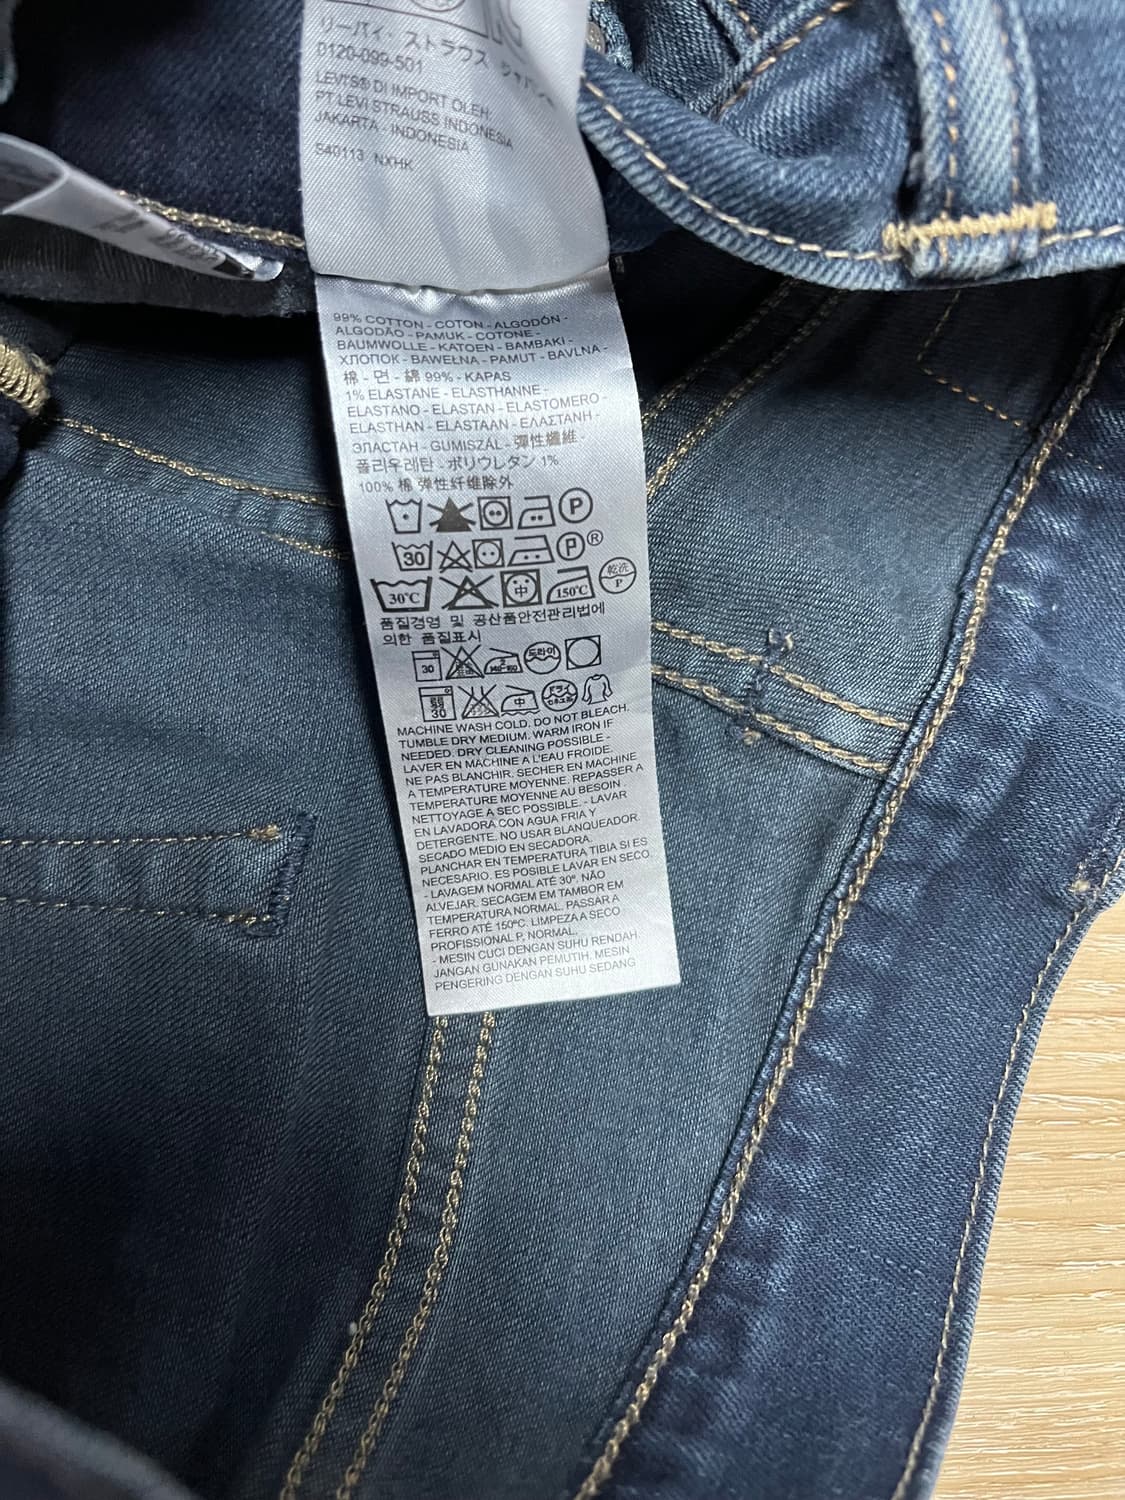 リーバイ・ストラウス ジャパン
0120-099-501
LEVI'S® DI IMPORT OLEH
PT LEVI STRAUSS INDONESIA
JAKARTA - INDONESIA
S40113 NXHK
99% COTTON - COTON - ALGODÓN -
ALGODÃO - PAMUK - COTONE -
BAUMWOLLE - KATOEN - BAMBAKI -
ХЛОПОК - BAWEŁNA - PAMUT - BAVLNA -
棉 - 면 - 綿 99% - KAPAS
1% ELASTANE - ELASTHANNE -
ELASTANO - ELASTAN - ELASTOMERO -
ELASTHAN - ELASTAAN - ΕΛΑΣΤΑΝΗ -
ЭЛАСТАН - GUMISZÁL - 彈性纖維 -
폴리우레탄 - ポリウレタン 1%
100% 棉 弹性纤维除外
P
30 P ®
30°C 中 150°C 乾洗 P
품질경영 및 공산품안전관리법에
의한 품질표시
30 드라이
30 中 ドライ
MACHINE WASH COLD. DO NOT BLEACH.
TUMBLE DRY MEDIUM. WARM IRON IF
NEEDED. DRY CLEANING POSSIBLE -
LAVER EN MACHINE A L'EAU FROIDE.
NE PAS BLANCHIR. SECHER EN MACHINE
A TEMPERATURE MOYENNE. REPASSER A
TEMPERATURE MOYENNE AU BESOIN.
NETTOYAGE A SEC POSSIBLE. - LAVAR
EN LAVADORA CON AGUA FRIA Y
DETERGENTE. NO USAR BLANQUEADOR.
SECADO MEDIO EN SECADORA.
PLANCHAR EN TEMPERATURA TIBIA SI ES
NECESARIO. ES POSIBLE LAVAR EN SECO.
- LAVAGEM NORMAL ATÉ 30º. NÃO
ALVEJAR. SECAGEM EM TAMBOR EM
TEMPERATURA NORMAL. PASSAR A
FERRO ATÉ 150ºC. LIMPEZA A SECO
PROFISSIONAL P, NORMAL.
- MESIN CUCI DENGAN SUHU RENDAH.
JANGAN GUNAKAN PEMUTIH. MESIN
PENGERING DENGAN SUHU SEDANG